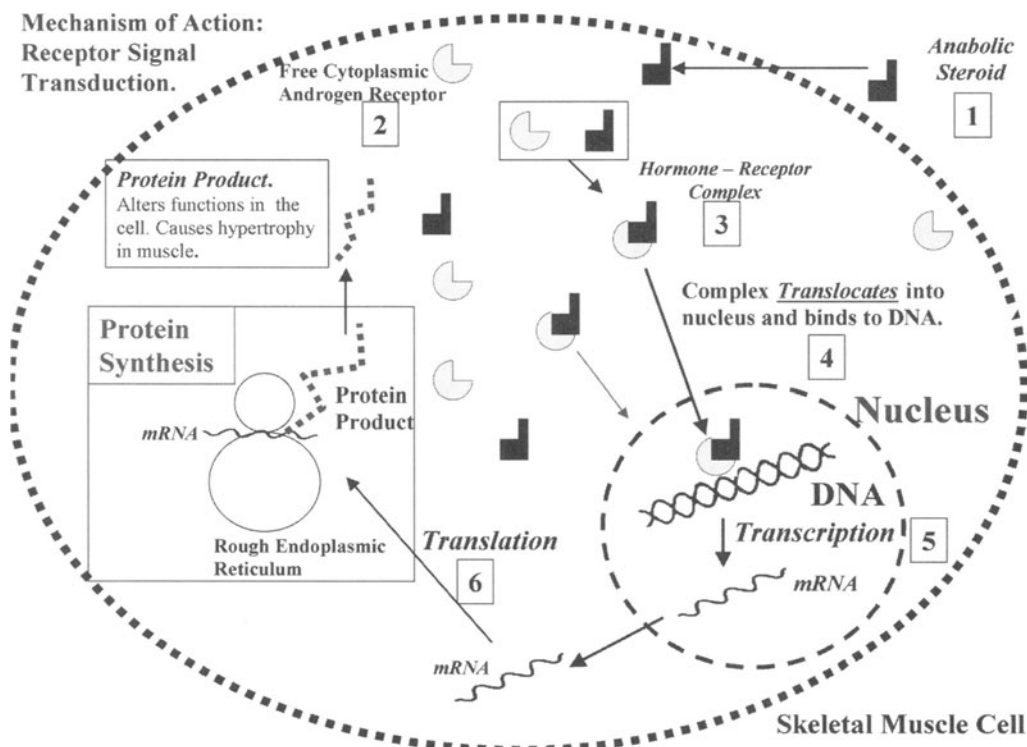 Mechanism of Action:
Receptor Signal
Transduction.
Free Cytoplasmic
Androgen Receptor
2
Anabolic
Steroid
1
Hormone – Receptor
Complex
3
Protein Product.
Alters functions in the
cell. Causes hypertrophy
in muscle.
Complex Translocates into
nucleus and binds to DNA.
4
Protein
Synthesis
Protein
Product
mRNA
Rough Endoplasmic
Reticulum
Nucleus
DNA
Transcription
5
mRNA
Translation
6
mRNA
Skeletal Muscle Cell